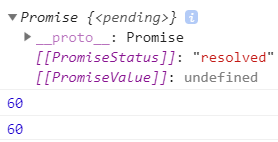 ▼Promise {<pending>} i
▶__proto__: Promise
[[PromiseStatus]]: "resolved"
[[PromiseValue]]: undefined
60
60